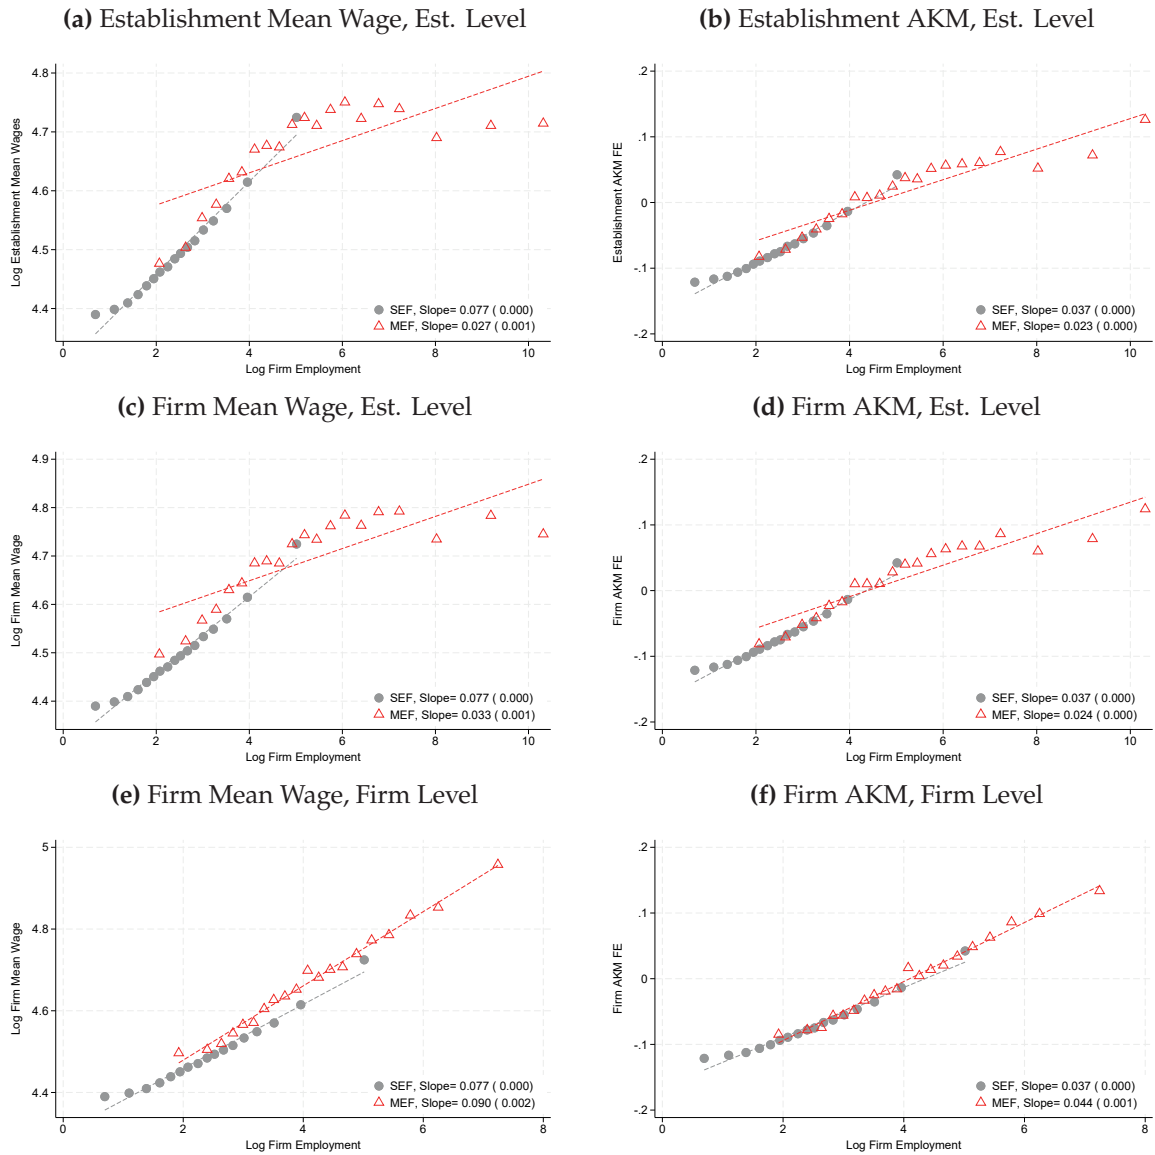 (a) Establishment Mean Wage, Est. Level
4.8
4.7
4.6
4.5
4.4
Log Establishment Mean Wages
SEF, Slope= 0.077 ( 0.000)
MEF, Slope= 0.027 ( 0.001)
0 2 4 6 8 10
Log Firm Employment
(b) Establishment AKM, Est. Level
.2
.1
0
-.1
-.2
Establishment AKM FE
SEF, Slope= 0.037 ( 0.000)
MEF, Slope= 0.023 ( 0.000)
0 2 4 6 8 10
Log Firm Employment
(c) Firm Mean Wage, Est. Level
4.9
4.8
4.7
4.6
4.5
4.4
Log Firm Mean Wage
SEF, Slope= 0.077 ( 0.000)
MEF, Slope= 0.033 ( 0.001)
0 2 4 6 8 10
Log Firm Employment
(d) Firm AKM, Est. Level
.2
.1
0
-.1
-.2
Firm AKM FE
SEF, Slope= 0.037 ( 0.000)
MEF, Slope= 0.024 ( 0.000)
0 2 4 6 8 10
Log Firm Employment
(e) Firm Mean Wage, Firm Level
5
4.8
4.6
4.4
Log Firm Mean Wage
SEF, Slope= 0.077 ( 0.000)
MEF, Slope= 0.090 ( 0.002)
0 2 4 6 8
Log Firm Employment
(f) Firm AKM, Firm Level
.2
.1
0
-.1
-.2
Firm AKM FE
SEF, Slope= 0.037 ( 0.000)
MEF, Slope= 0.044 ( 0.001)
0 2 4 6 8
Log Firm Employment